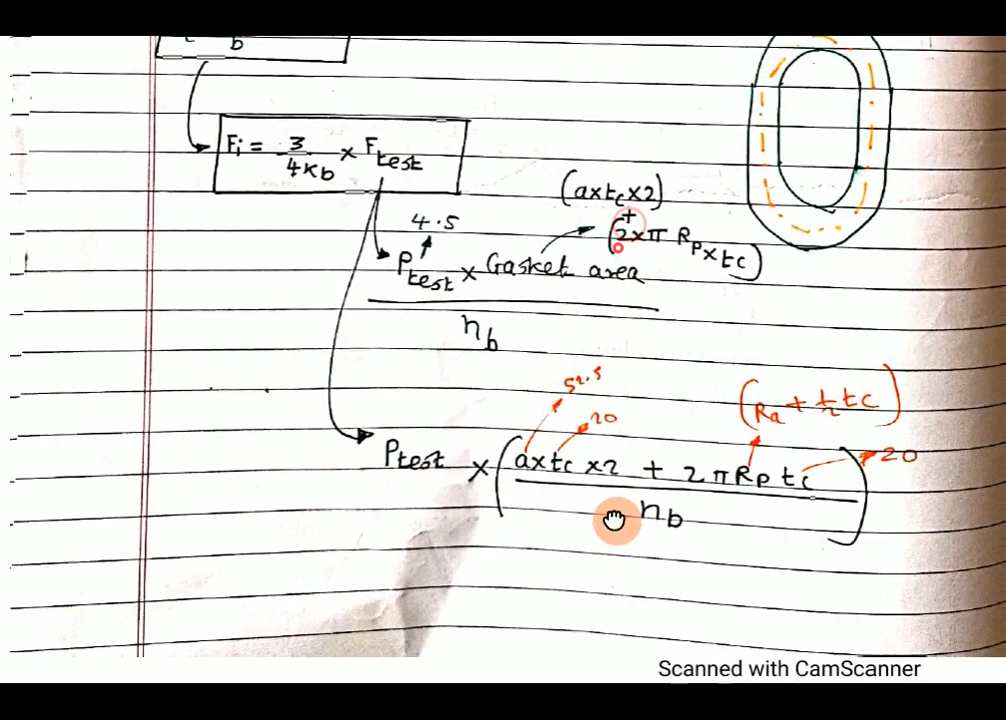 b
Fi = 3/4Kb × Ftest
(a×tc×2)
+
(2×π Rp×tc)
4.5
Ptest × Gasket area
nb
52.5
20
(Ra + ½ tc)
Ptest × (a×tc ×2 + 2πRp tc)
20
nb
Scanned with CamScanner